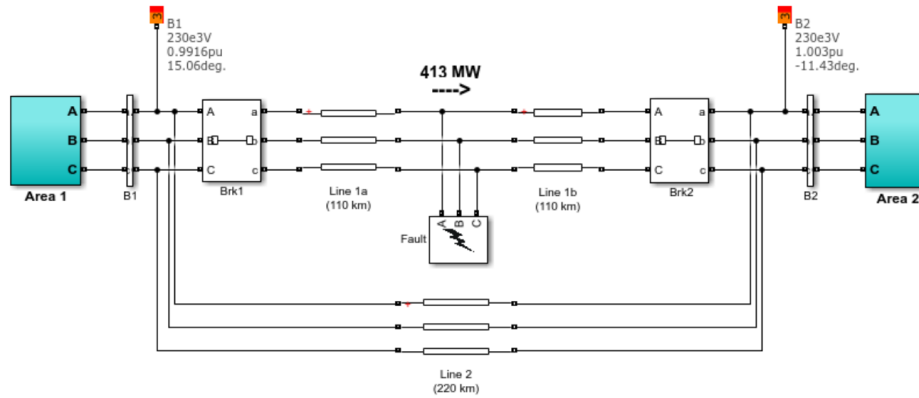 B1
230e3V
0.9916pu
15.06deg.
B2
230e3V
1.003pu
-11.43deg.
413 MW
---->
A
B
C
Area 1
B1
A
B
C
a
b
c
Brk1
Line 1a
(110 km)
Line 1b
(110 km)
A
B
C
a
b
c
Brk2
B2
A
B
C
Area 2
A
B
C
Fault
Line 2
(220 km)